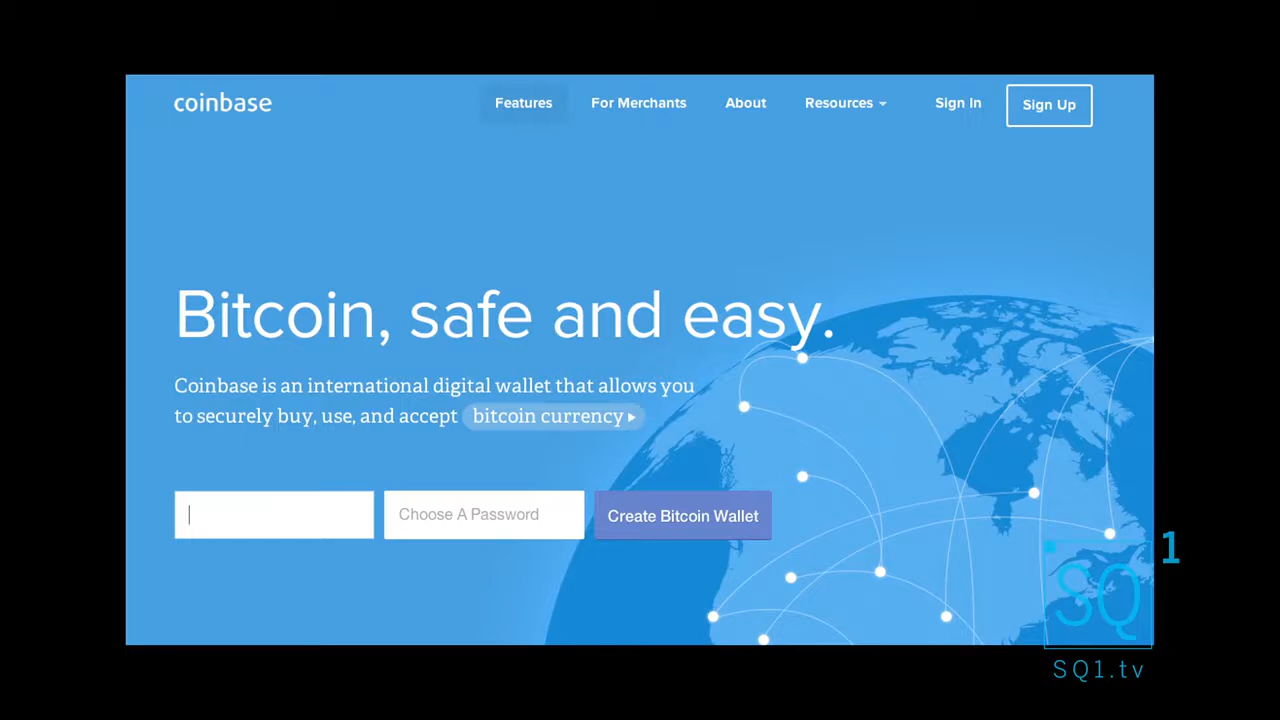 coinbase
Features
For Merchants
About
Resources
Sign In
Sign Up
Bitcoin, safe and easy.
Coinbase is an international digital wallet that allows you
to securely buy, use, and accept bitcoin currency
Choose A Password
Create Bitcoin Wallet
SQ1
SQ1.tv